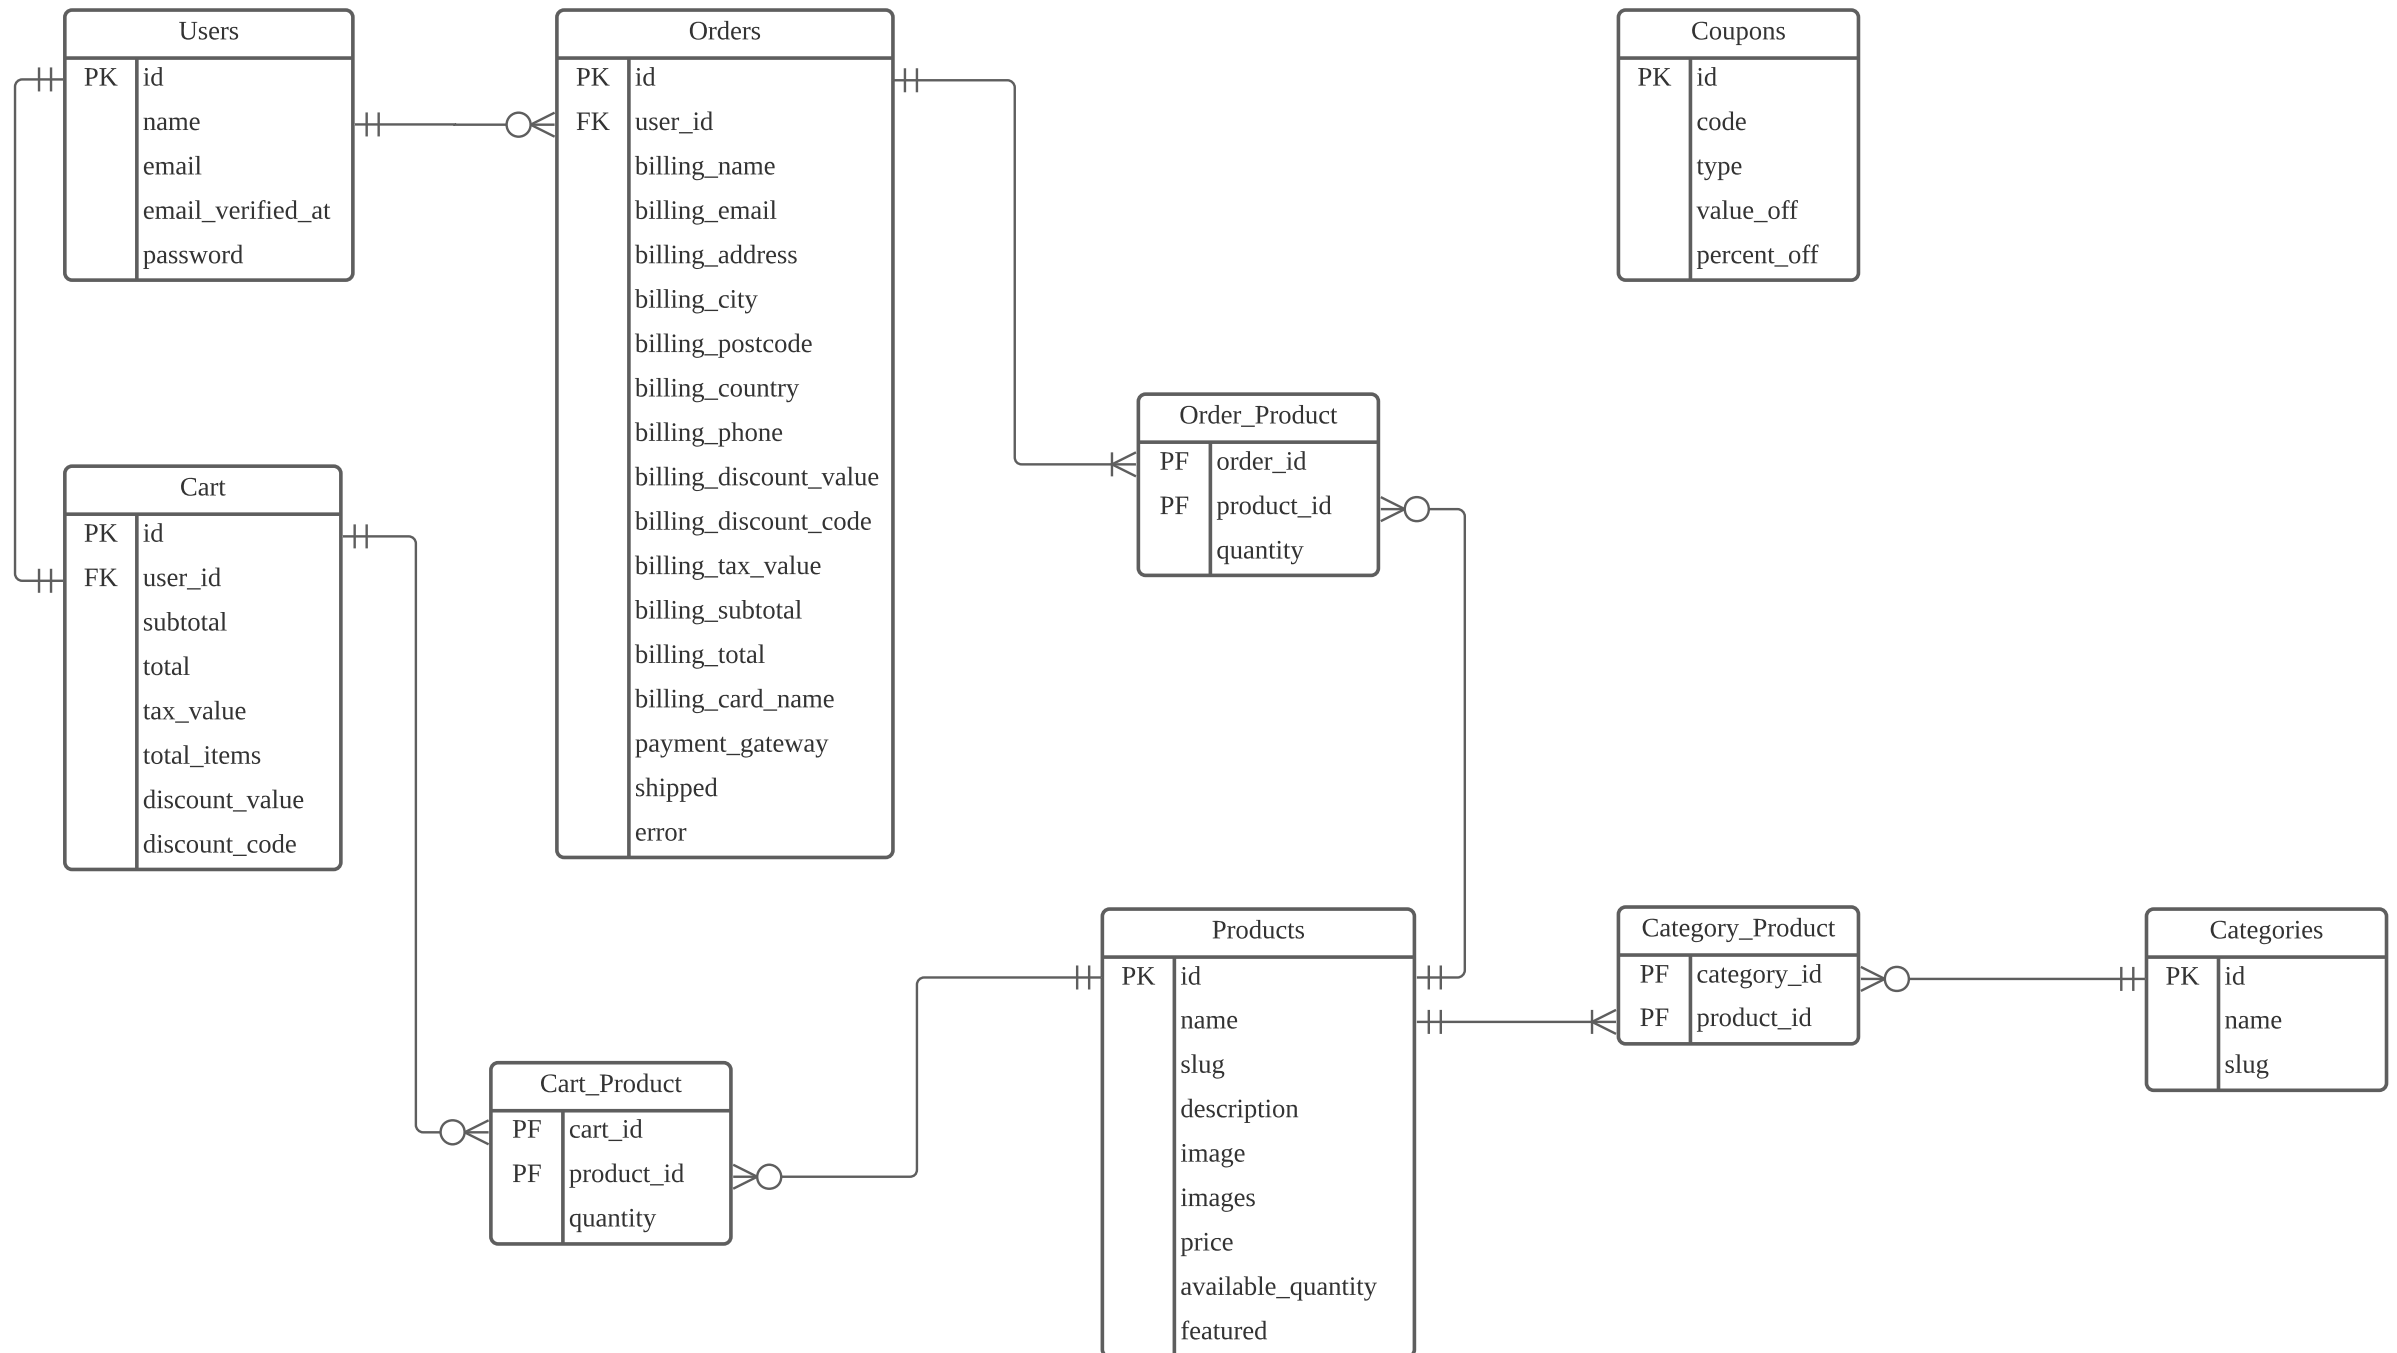 Users
PK id
name
email
email_verified_at
password
Orders
PK id
FK user_id
billing_name
billing_email
billing_address
billing_city
billing_postcode
billing_country
billing_phone
billing_discount_value
billing_discount_code
billing_tax_value
billing_subtotal
billing_total
billing_card_name
payment_gateway
shipped
error
Coupons
PK id
code
type
value_off
percent_off
Order_Product
PF order_id
PF product_id
quantity
Cart
PK id
FK user_id
subtotal
total
tax_value
total_items
discount_value
discount_code
Products
PK id
name
slug
description
image
images
price
available_quantity
featured
Category_Product
PF category_id
PF product_id
Categories
PK id
name
slug
Cart_Product
PF cart_id
PF product_id
quantity